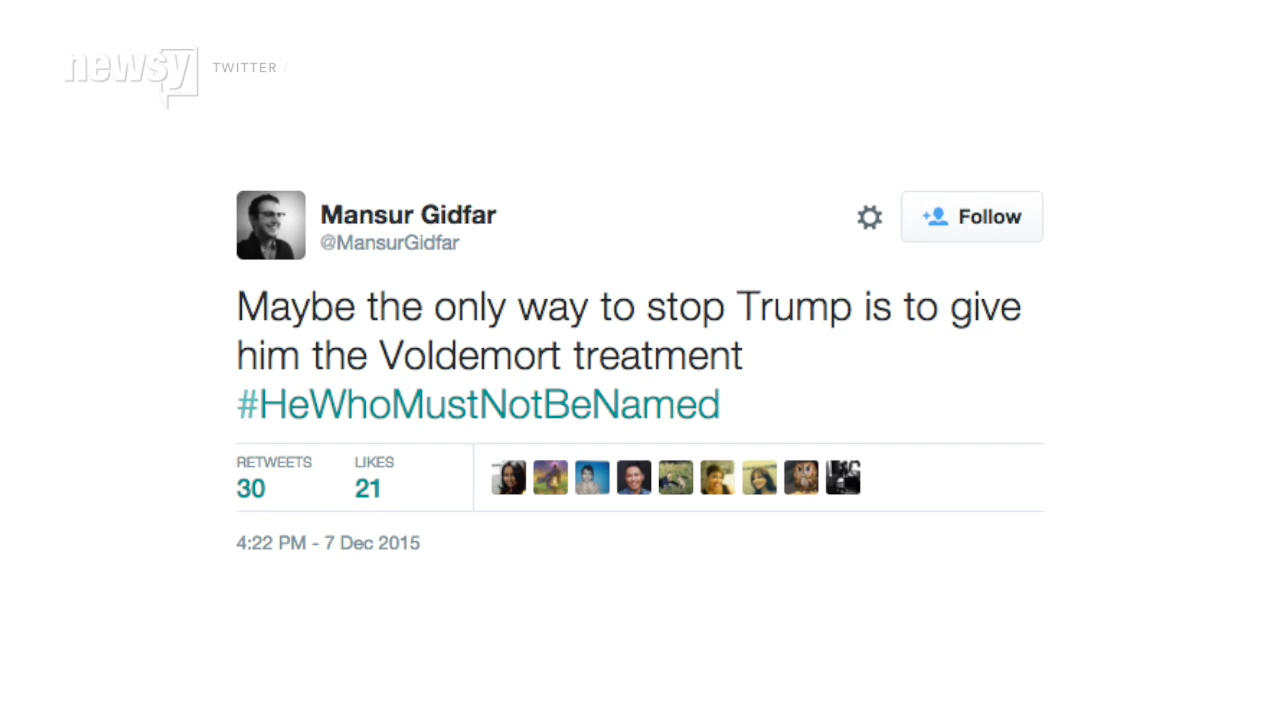 newsy TWITTER /
Mansur Gidfar
@MansurGidfar
Follow
Maybe the only way to stop Trump is to give
him the Voldemort treatment
#HeWhoMustNotBeNamed
RETWEETS LIKES
30 21
4:22 PM - 7 Dec 2015